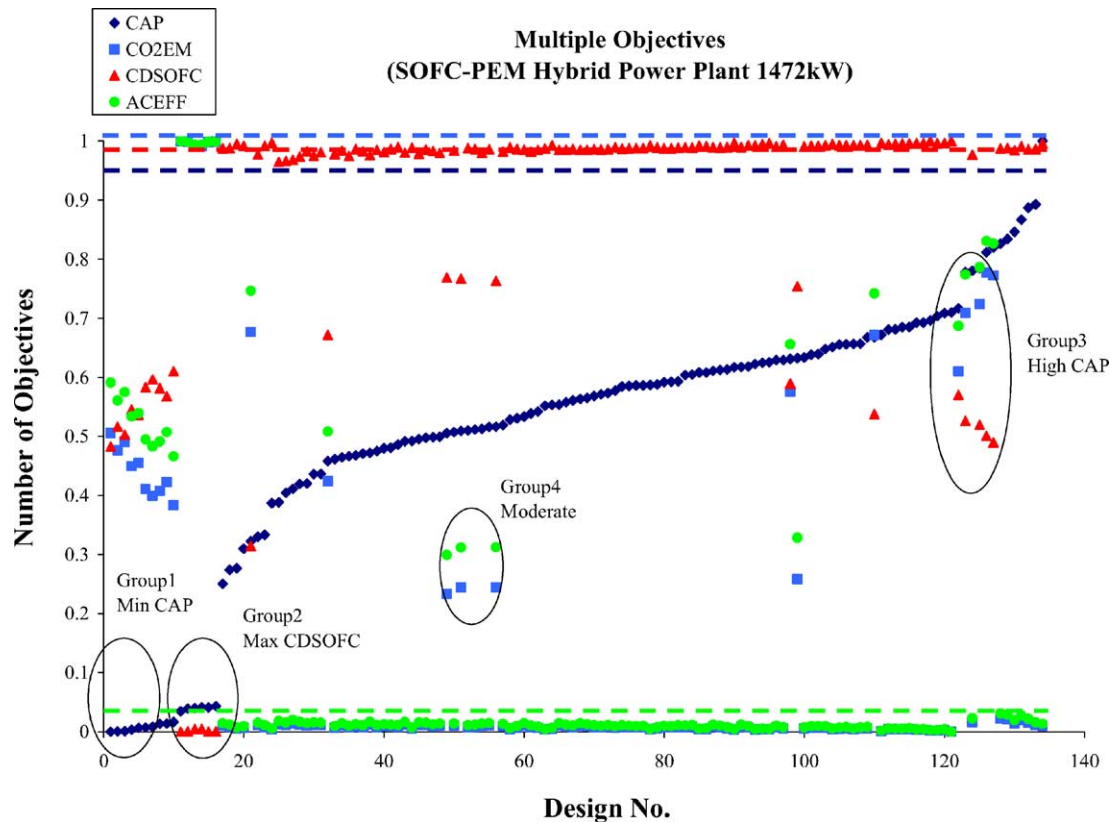 CAP
CO2EM
CDSOFC
ACEFF
Multiple Objectives
(SOFC-PEM Hybrid Power Plant 1472kW)
Number of Objectives
1
0.9
0.8
0.7
0.6
0.5
0.4
0.3
0.2
0.1
0
Group3
High CAP
Group4
Moderate
Group1
Min CAP
Group2
Max CDSOFC
0 20 40 60 80 100 120 140
Design No.